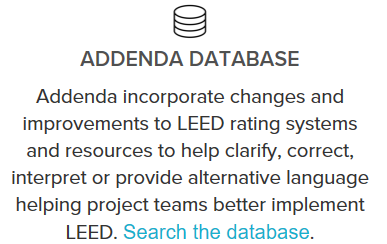 ADDENDA DATABASE
Addenda incorporate changes and
improvements to LEED rating systems
and resources to help clarify, correct,
interpret or provide alternative language
helping project teams better implement
LEED. Search the database.